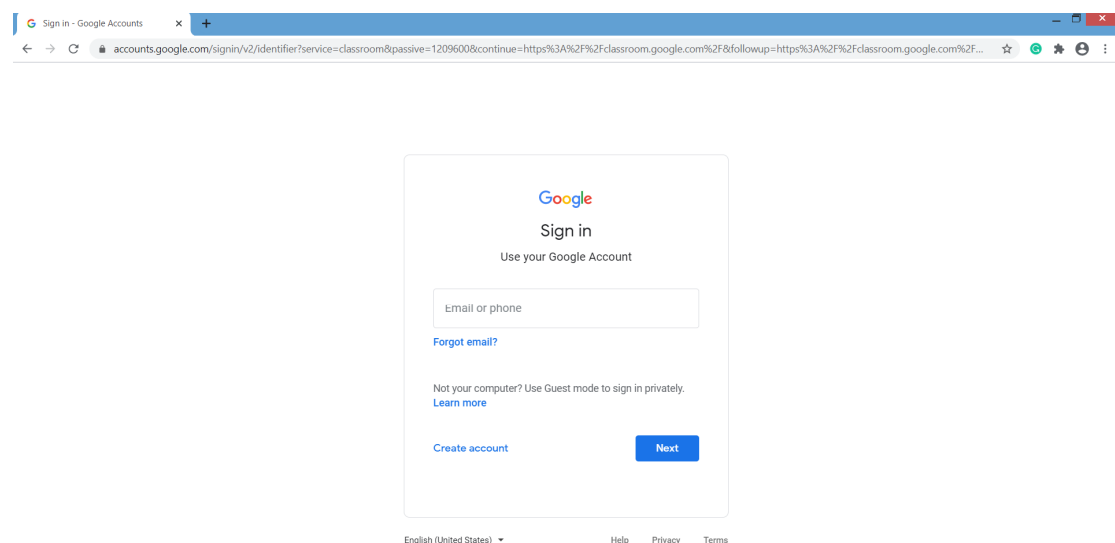 Sign in - Google Accounts
accounts.google.com/signin/v2/identifier?service=classroom&passive=1209600&continue=https%3A%2F%2Fclassroom.google.com%2F&followup=https%3A%2F%2Fclassroom.google.com%2F...
Google
Sign in
Use your Google Account
Email or phone
Forgot email?
Not your computer? Use Guest mode to sign in privately.
Learn more
Create account Next
English (United States) Help Privacy Terms